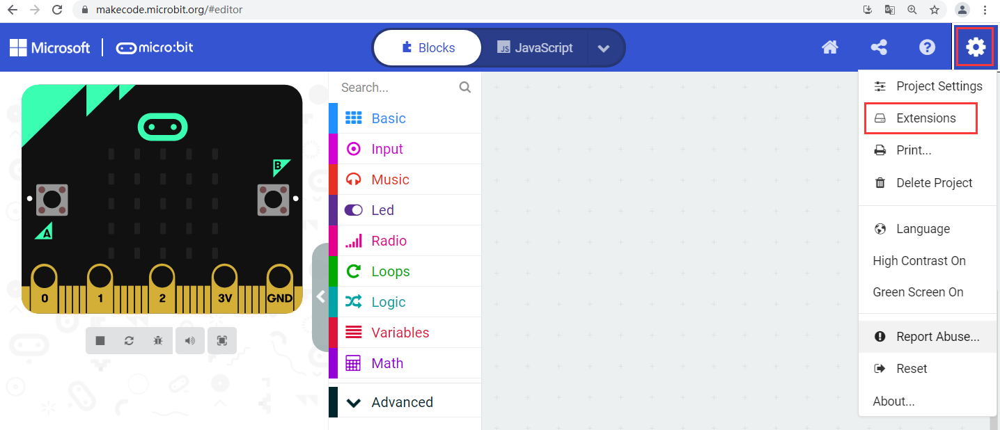 makecode.microbit.org/#editor
Microsoft
micro:bit
Blocks
JS JavaScript
Search...
Basic
Input
Music
Led
Radio
Loops
Logic
Variables
Math
Advanced
B
A
0 1 2 3V GND
Project Settings
Extensions
Print...
Delete Project
Language
High Contrast On
Green Screen On
Report Abuse...
Reset
About...